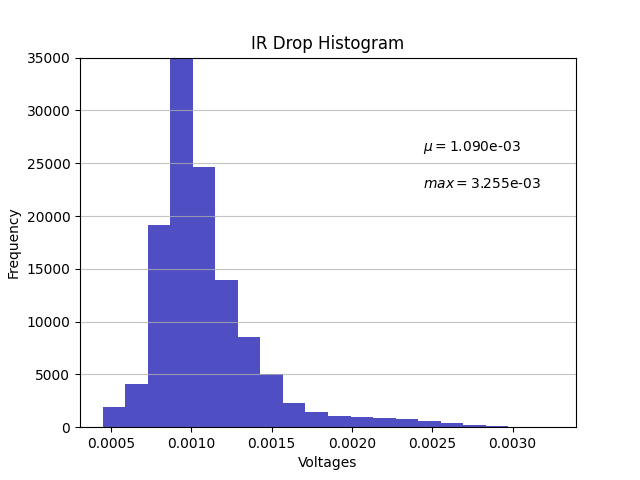 IR Drop Histogram
35000
30000
25000
20000
15000
10000
5000
0
Frequency
μ = 1.090e-03
max = 3.255e-03
0.0005 0.0010 0.0015 0.0020 0.0025 0.0030
Voltages